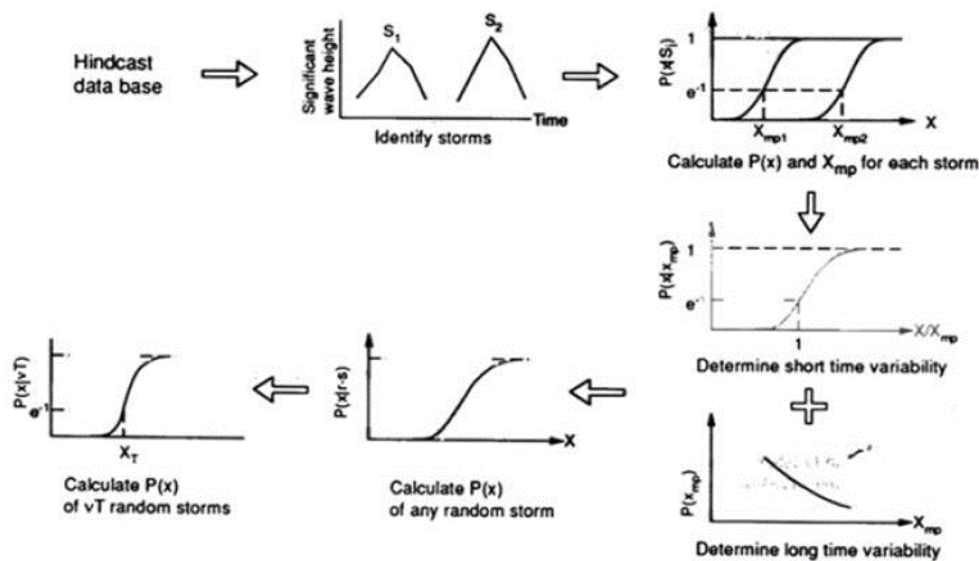 Hindcast
data base
Significant
wave height
S1
S2
Time
Identify storms
P(x|Si)
1
e-1
Xmp1
Xmp2
X
Calculate P(x) and Xmp for each storm
P(x|xmp)
1
e-1
1
X/Xmp
Determine short time variability
P(xmp)
Xmp
Determine long time variability
P(x|r-s)
X
Calculate P(x)
of any random storm
P(x|νT)
e-1
XT
Calculate P(x)
of νT random storms